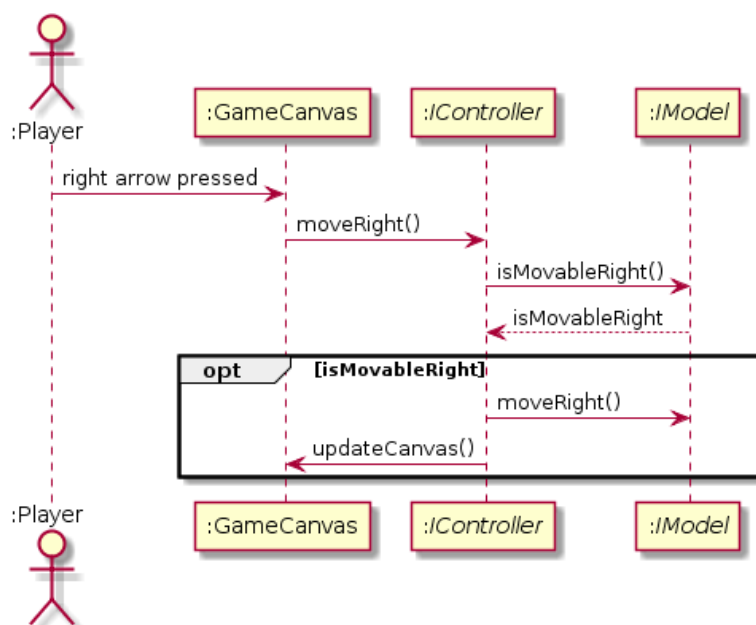 :Player
:GameCanvas
:IController
:IModel
right arrow pressed
moveRight()
isMovableRight()
isMovableRight
opt
[isMovableRight]
moveRight()
updateCanvas()
:Player
:GameCanvas
:IController
:IModel